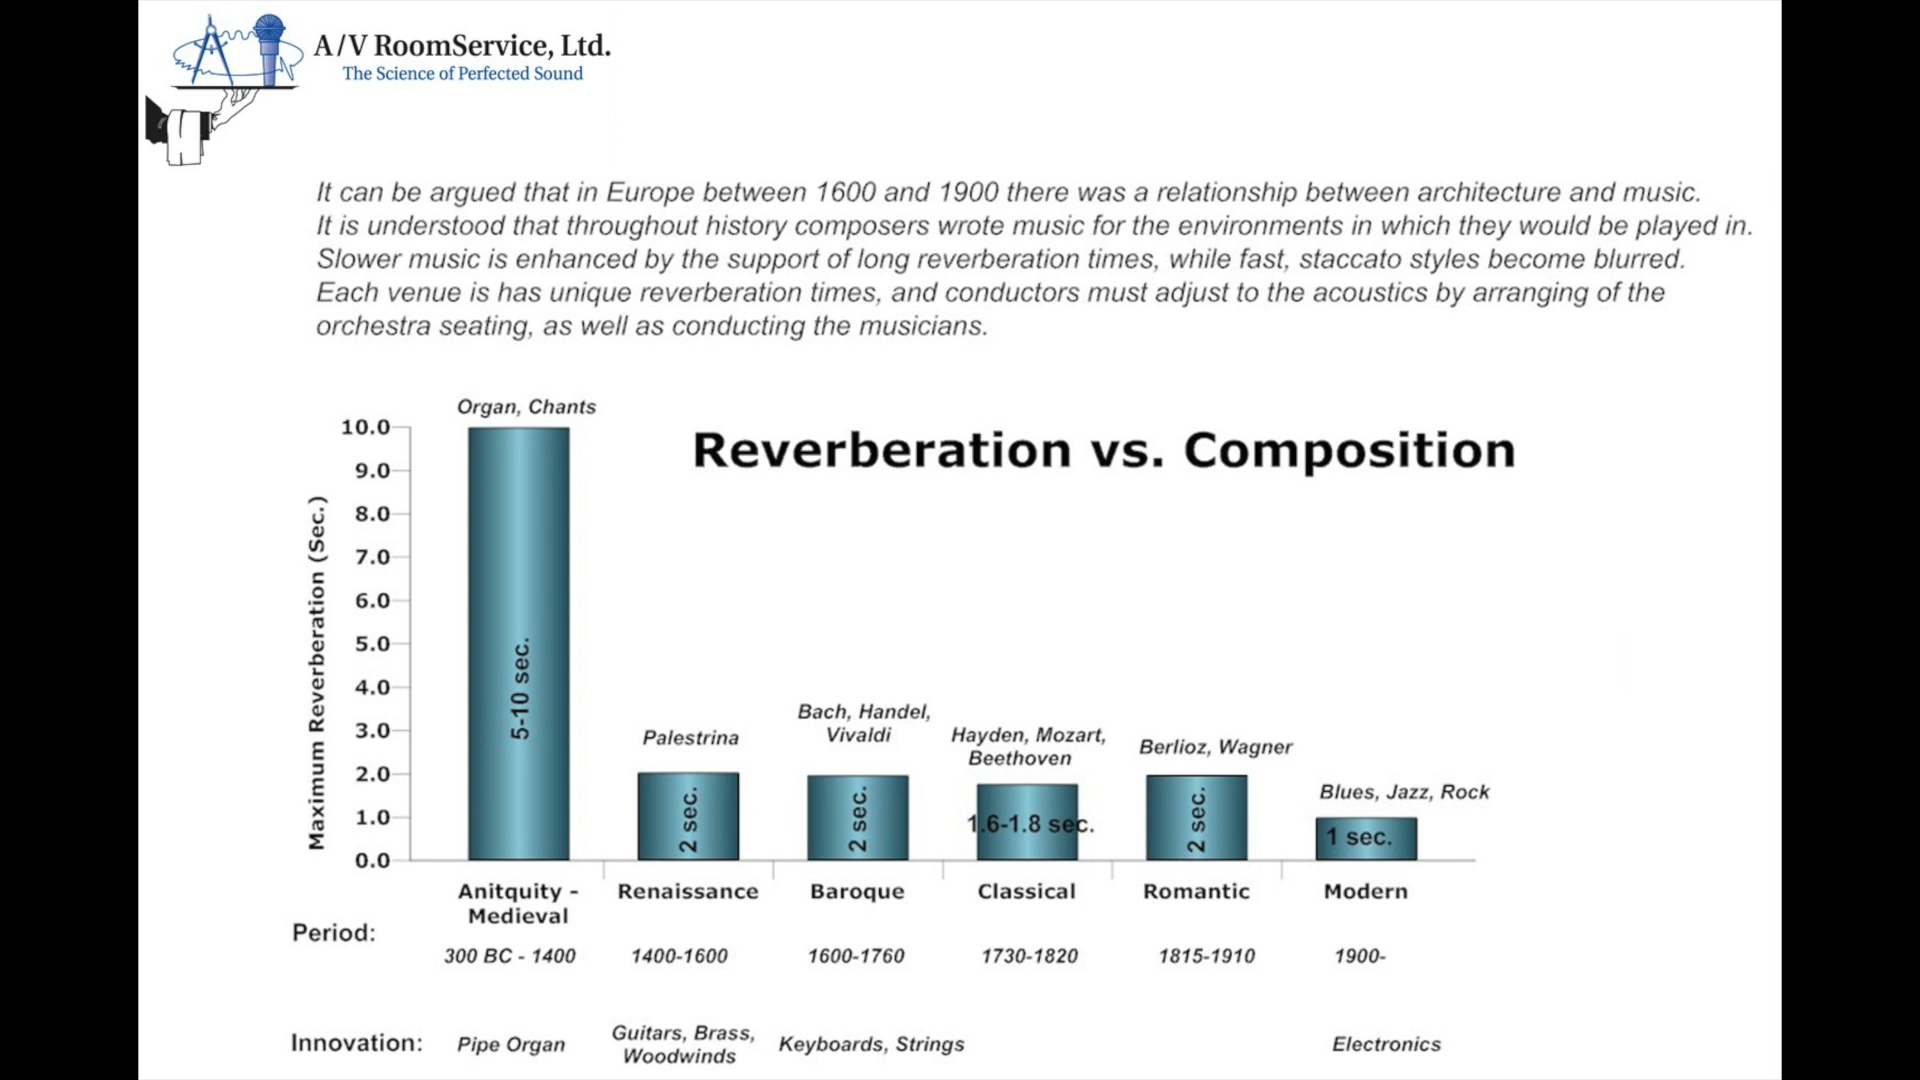 A/V RoomService, Ltd.
The Science of Perfected Sound
It can be argued that in Europe between 1600 and 1900 there was a relationship between architecture and music.
It is understood that throughout history composers wrote music for the environments in which they would be played in.
Slower music is enhanced by the support of long reverberation times, while fast, staccato styles become blurred.
Each venue is has unique reverberation times, and conductors must adjust to the acoustics by arranging of the
orchestra seating, as well as conducting the musicians.
Reverberation vs. Composition
Maximum Reverberation (Sec.)
10.0
9.0
8.0
7.0
6.0
5.0
4.0
3.0
2.0
1.0
0.0
Organ, Chants
5-10 sec.
Palestrina
2 sec.
Bach, Handel,
Vivaldi
2 sec.
Hayden, Mozart,
Beethoven
1.6-1.8 sec.
Berlioz, Wagner
2 sec.
Blues, Jazz, Rock
1 sec.
Period:
Anitquity -
Medieval
Renaissance
Baroque
Classical
Romantic
Modern
300 BC - 1400
1400-1600
1600-1760
1730-1820
1815-1910
1900-
Innovation:
Pipe Organ
Guitars, Brass,
Woodwinds
Keyboards, Strings
Electronics